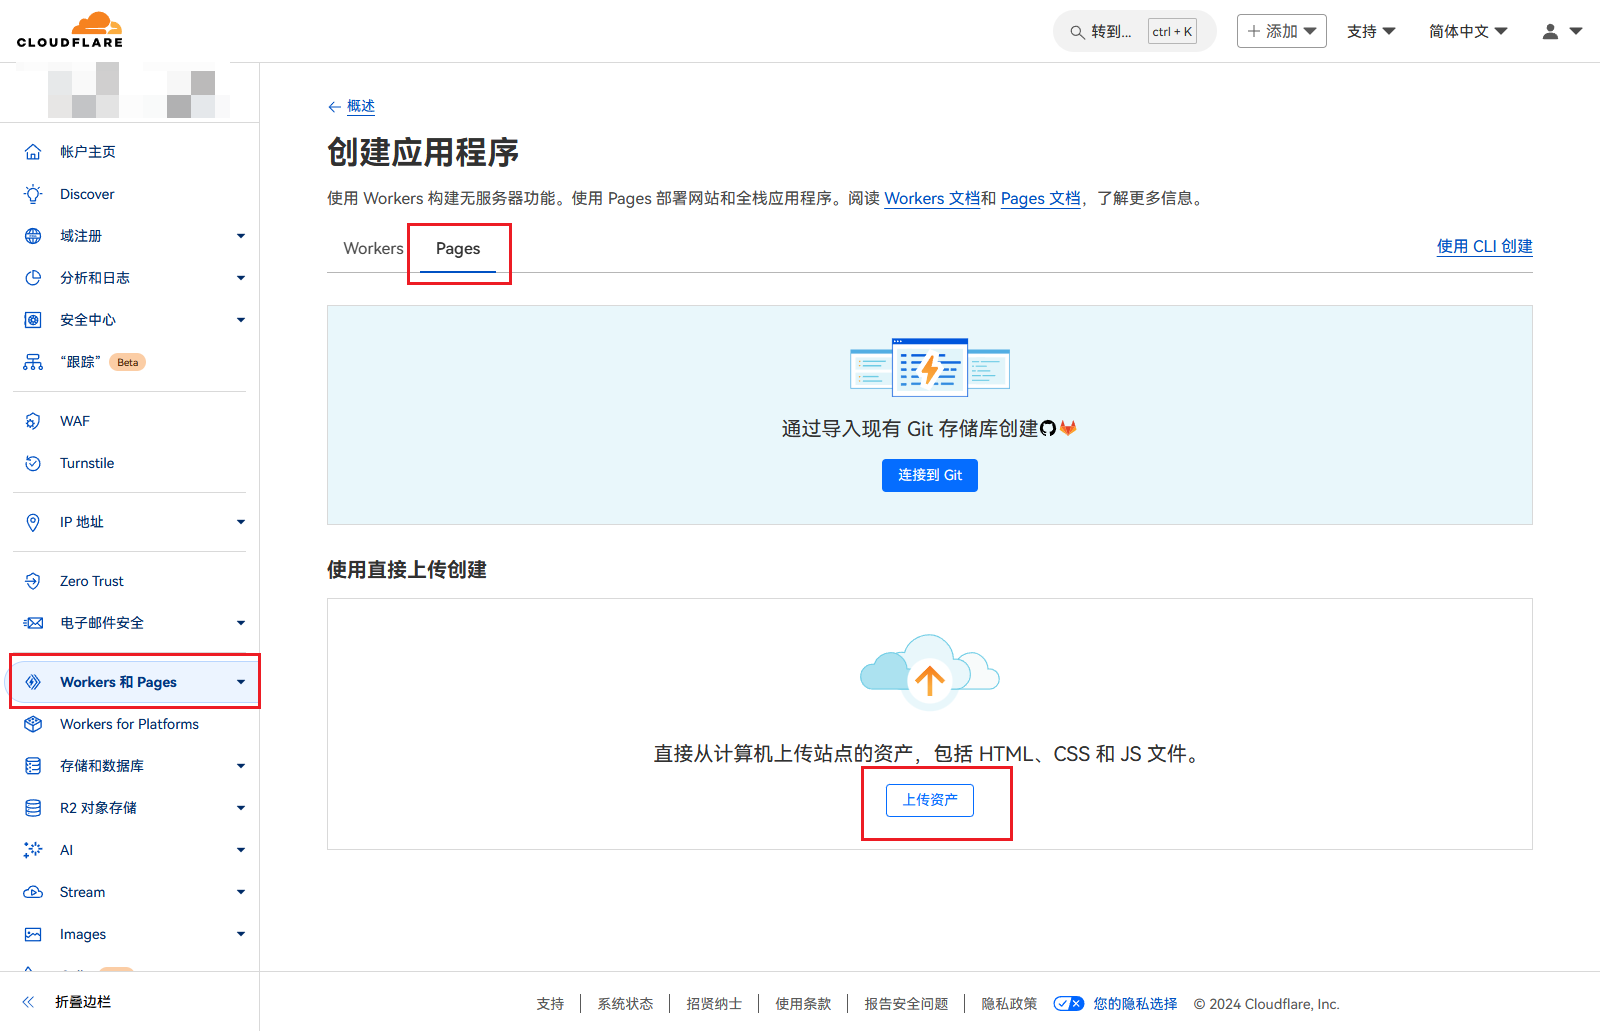 CLOUDFLARE
转到... ctrl + K
添加
支持
简体中文
帐户主页
Discover
域注册
分析和日志
安全中心
“跟踪” Beta
WAF
Turnstile
IP 地址
Zero Trust
电子邮件安全
Workers 和 Pages
Workers for Platforms
存储和数据库
R2 对象存储
AI
Stream
Images
折叠边栏
概述
创建应用程序
使用 Workers 构建无服务器功能。使用 Pages 部署网站和全栈应用程序。阅读 Workers 文档和 Pages 文档，了解更多信息。
Workers Pages
使用 CLI 创建
通过导入现有 Git 存储库创建
连接到 Git
使用直接上传创建
直接从计算机上传站点的资产，包括 HTML、CSS 和 JS 文件。
上传资产
支持 系统状态 招贤纳士 使用条款 报告安全问题 隐私政策 您的隐私选择 © 2024 Cloudflare, Inc.